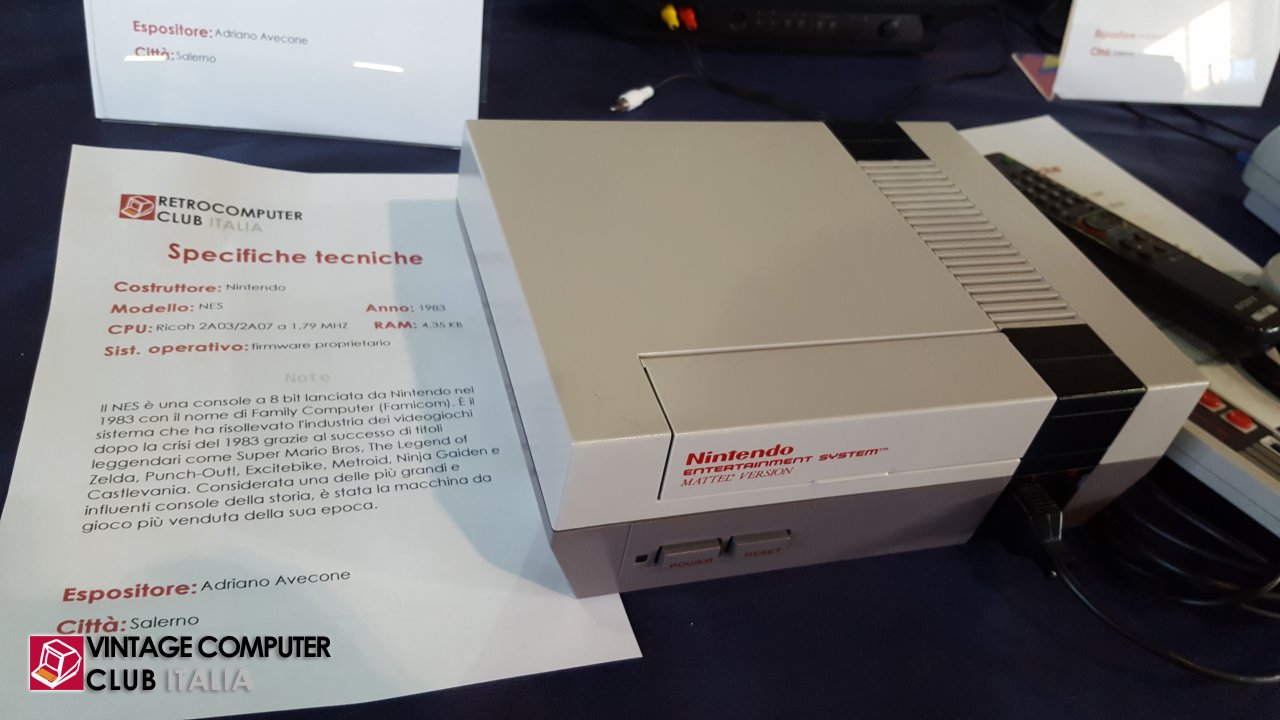 Espositore: Adriano Avecone
Città: Salerno
Espositore:
Città:
RETROCOMPUTER
CLUB ITALIA
Specifiche tecniche
Costruttore: Nintendo
Modello: NES Anno: 1983
CPU: Ricoh 2A03/2A07 a 1.79 MHZ RAM: 4,35 KB
Sist. operativo: firmware proprietario
Note
Il NES è una console a 8 bit lanciata da Nintendo nel
1983 con il nome di Family Computer (Famicom). È il
sistema che ha risollevato l'industria dei videogiochi
dopo la crisi del 1983 grazie al successo di titoli
leggendari come Super Mario Bros, The Legend of
Zelda, Punch-Out!, Excitebike, Metroid, Ninja Gaiden e
Castlevania. Considerata una delle più grandi e
influenti console della storia, è stata la macchina da
gioco più venduta della sua epoca.
Espositore: Adriano Avecone
Città: Salerno
Nintendo
ENTERTAINMENT SYSTEM™
MATTEL® VERSION
POWER
RESET
SONY
VINTAGE COMPUTER
CLUB ITALIA